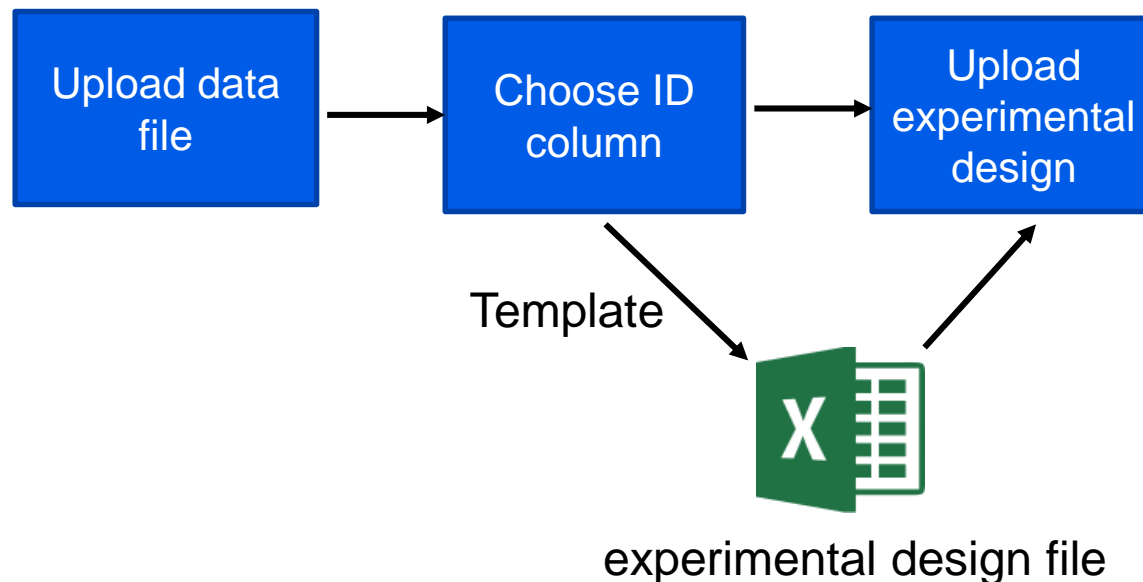 Upload data
file
Choose ID
column
Upload
experimental
design
Template
X
experimental design file